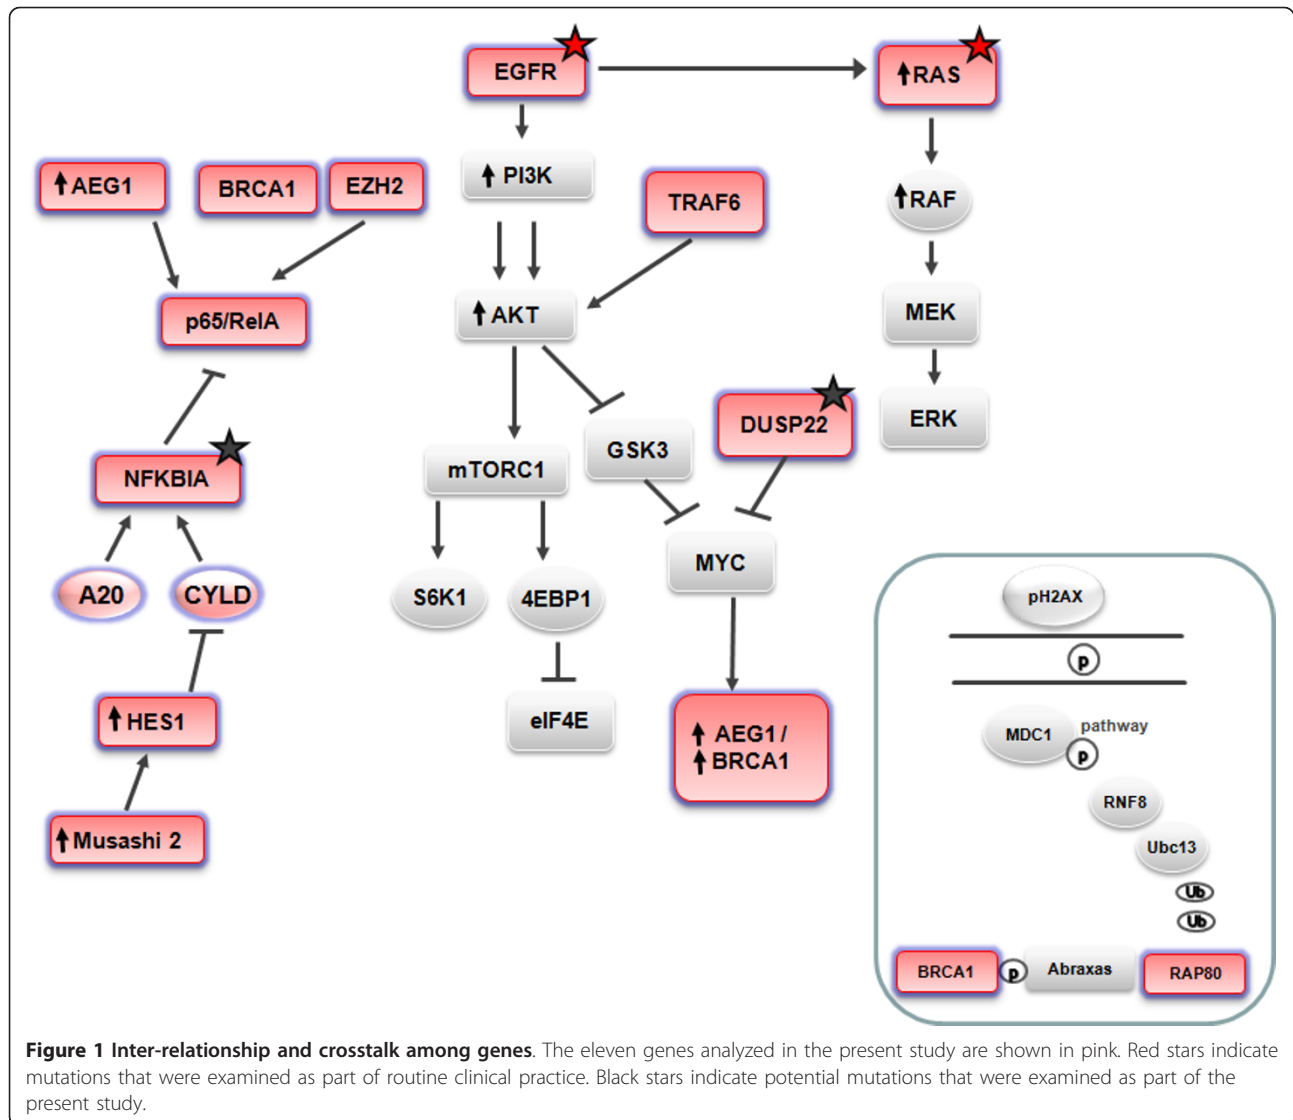 EGFR
RAS
AEG1
BRCA1
EZH2
PI3K
TRAF6
RAF
p65/RelA
AKT
MEK
DUSP22
ERK
NFKBIA
mTORC1
GSK3
A20
CYLD
S6K1
4EBP1
MYC
HES1
eIF4E
AEG1 /
BRCA1
Musashi 2
pH2AX
p
MDC1
pathway
p
RNF8
Ubc13
Ub
Ub
BRCA1
p
Abraxas
RAP80
Figure 1 Inter-relationship and crosstalk among genes. The eleven genes analyzed in the present study are shown in pink. Red stars indicate
mutations that were examined as part of routine clinical practice. Black stars indicate potential mutations that were examined as part of the
present study.